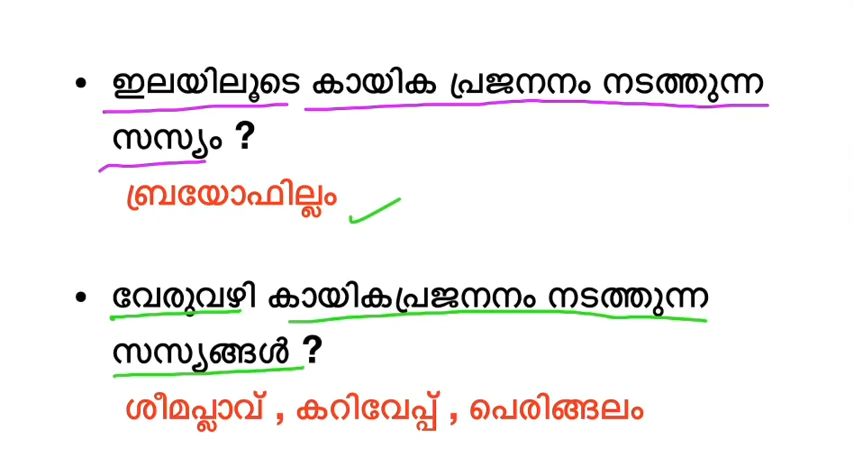 • ഇലയിലൂടെ കായിക പ്രജനനം നടത്തുന്ന
സസ്യം ?
ബ്രയോഫില്ലം
• വേരുവഴി കായികപ്രജനനം നടത്തുന്ന
സസ്യങ്ങൾ ?
ശീമപ്ലാവ് , കറിവേപ്പ് , പെരിങ്ങലം